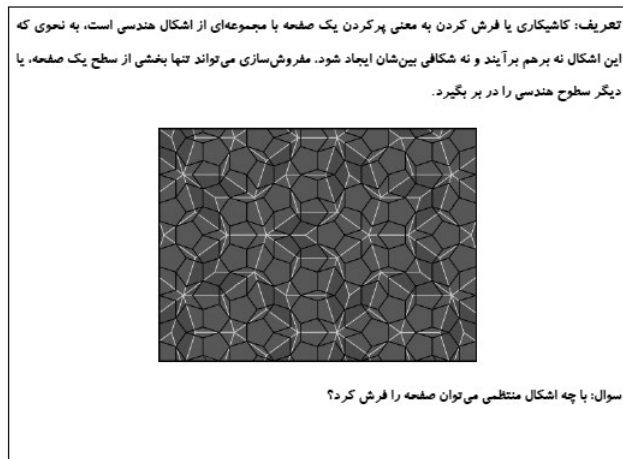 تعریف: کاشیکاری یا فرش کردن به معنی پرکردن یک صفحه با مجموعه‌ای از اشکال هندسی است، به نحوی که
این اشکال نه برهم برآیند و نه شکافی بین‌شان ایجاد شود. مفروش‌سازی می‌تواند تنها بخشی از سطح یک صفحه، یا
دیگر سطوح هندسی را در بر بگیرد.
سوال: با چه اشکال منتظمی می‌توان صفحه را فرش کرد؟